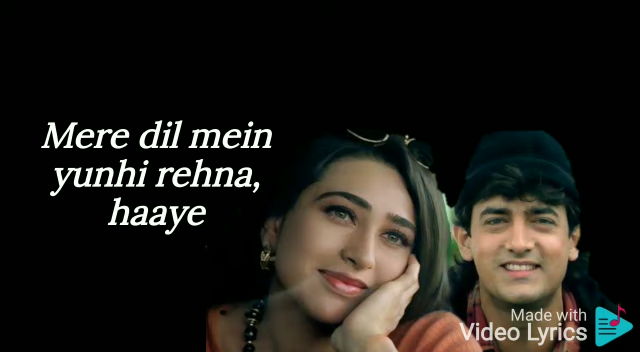 Mere dil mein
yunhi rehna,
haaye
Made with
Video Lyrics